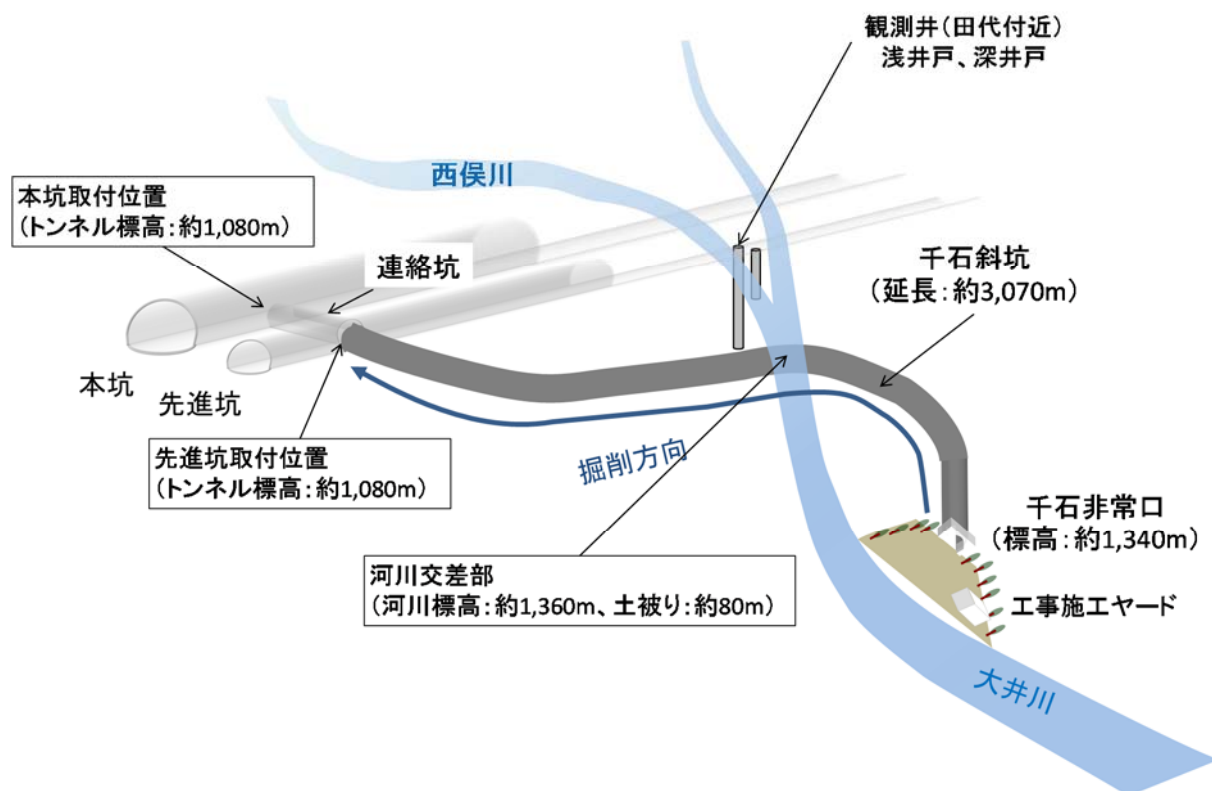 観測井（田代付近）
浅井戸、深井戸
西俣川
本坑取付位置
（トンネル標高：約1,080m）
連絡坑
千石斜坑
（延長：約3,070m）
本坑
先進坑
先進坑取付位置
（トンネル標高：約1,080m）
掘削方向
千石非常口
（標高：約1,340m）
河川交差部
（河川標高：約1,360m、土被り：約80m）
工事施工ヤード
大井川